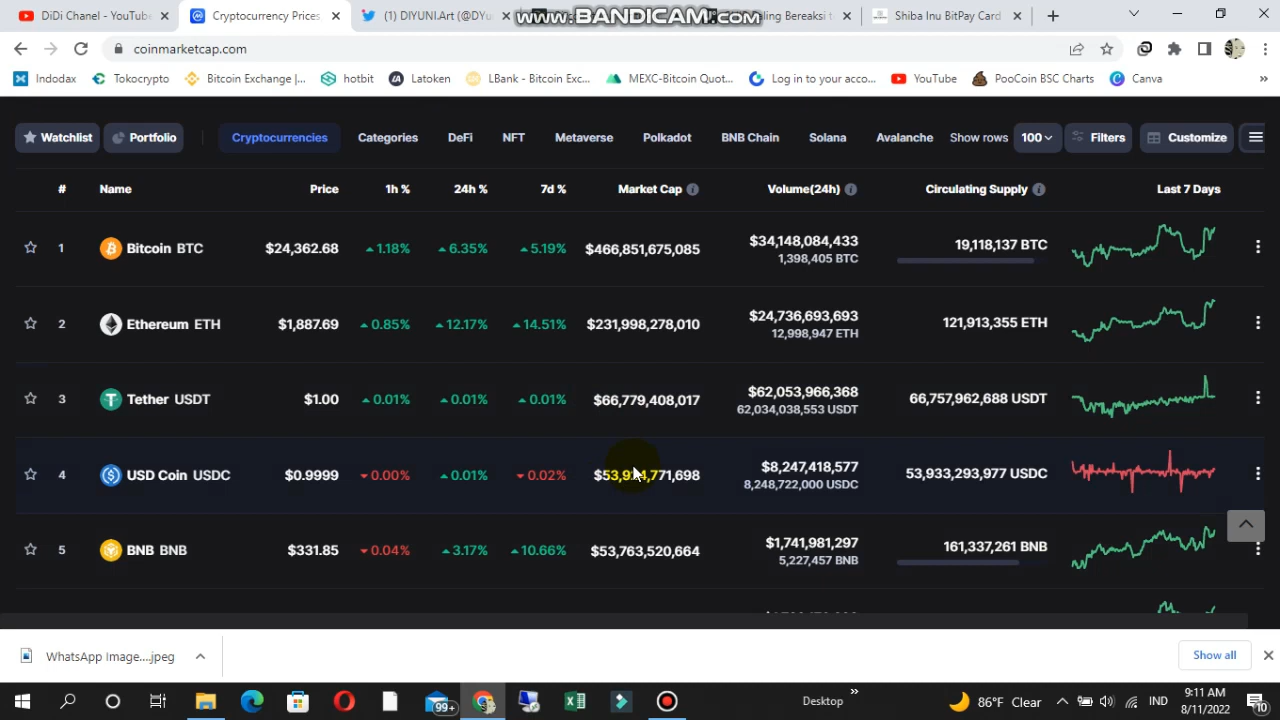 DiDi Chanel - YouTube
Cryptocurrency Prices
(1) DIYUNI.Art (@DYu
www.BANDICAM.com
ling Bereaksi t
Shiba Inu BitPay Card
coinmarketcap.com
Indodax
Tokocrypto
Bitcoin Exchange |...
hotbit
Latoken
LBank - Bitcoin Exc...
MEXC-Bitcoin Quot...
Log in to your acco...
YouTube
PooCoin BSC Charts
Canva
»
Watchlist
Portfolio
Cryptocurrencies
Categories
DeFi
NFT
Metaverse
Polkadot
BNB Chain
Solana
Avalanche
Show rows
100
Filters
Customize
# Name Price 1h % 24h % 7d % Market Cap Volume(24h) Circulating Supply Last 7 Days
1 Bitcoin BTC $24,362.68 1.18% 6.35% 5.19% $466,851,675,085 $34,148,084,433 19,118,137 BTC
1,398,405 BTC
2 Ethereum ETH $1,887.69 0.85% 12.17% 14.51% $231,998,278,010 $24,736,693,693 121,913,355 ETH
12,998,947 ETH
3 Tether USDT $1.00 0.01% 0.01% 0.01% $66,779,408,017 $62,053,966,368 66,757,962,688 USDT
62,034,038,553 USDT
4 USD Coin USDC $0.9999 0.00% 0.01% 0.02% $8,247,418,577 53,933,293,977 USDC
8,248,722,000 USDC
5 BNB BNB $331.85 0.04% 3.17% 10.66% $53,763,520,664 $1,741,981,297 161,337,261 BNB
5,227,457 BNB
WhatsApp Image....jpeg
Show all
99+
Desktop
»
86°F Clear
IND
9:11 AM
8/11/2022
10